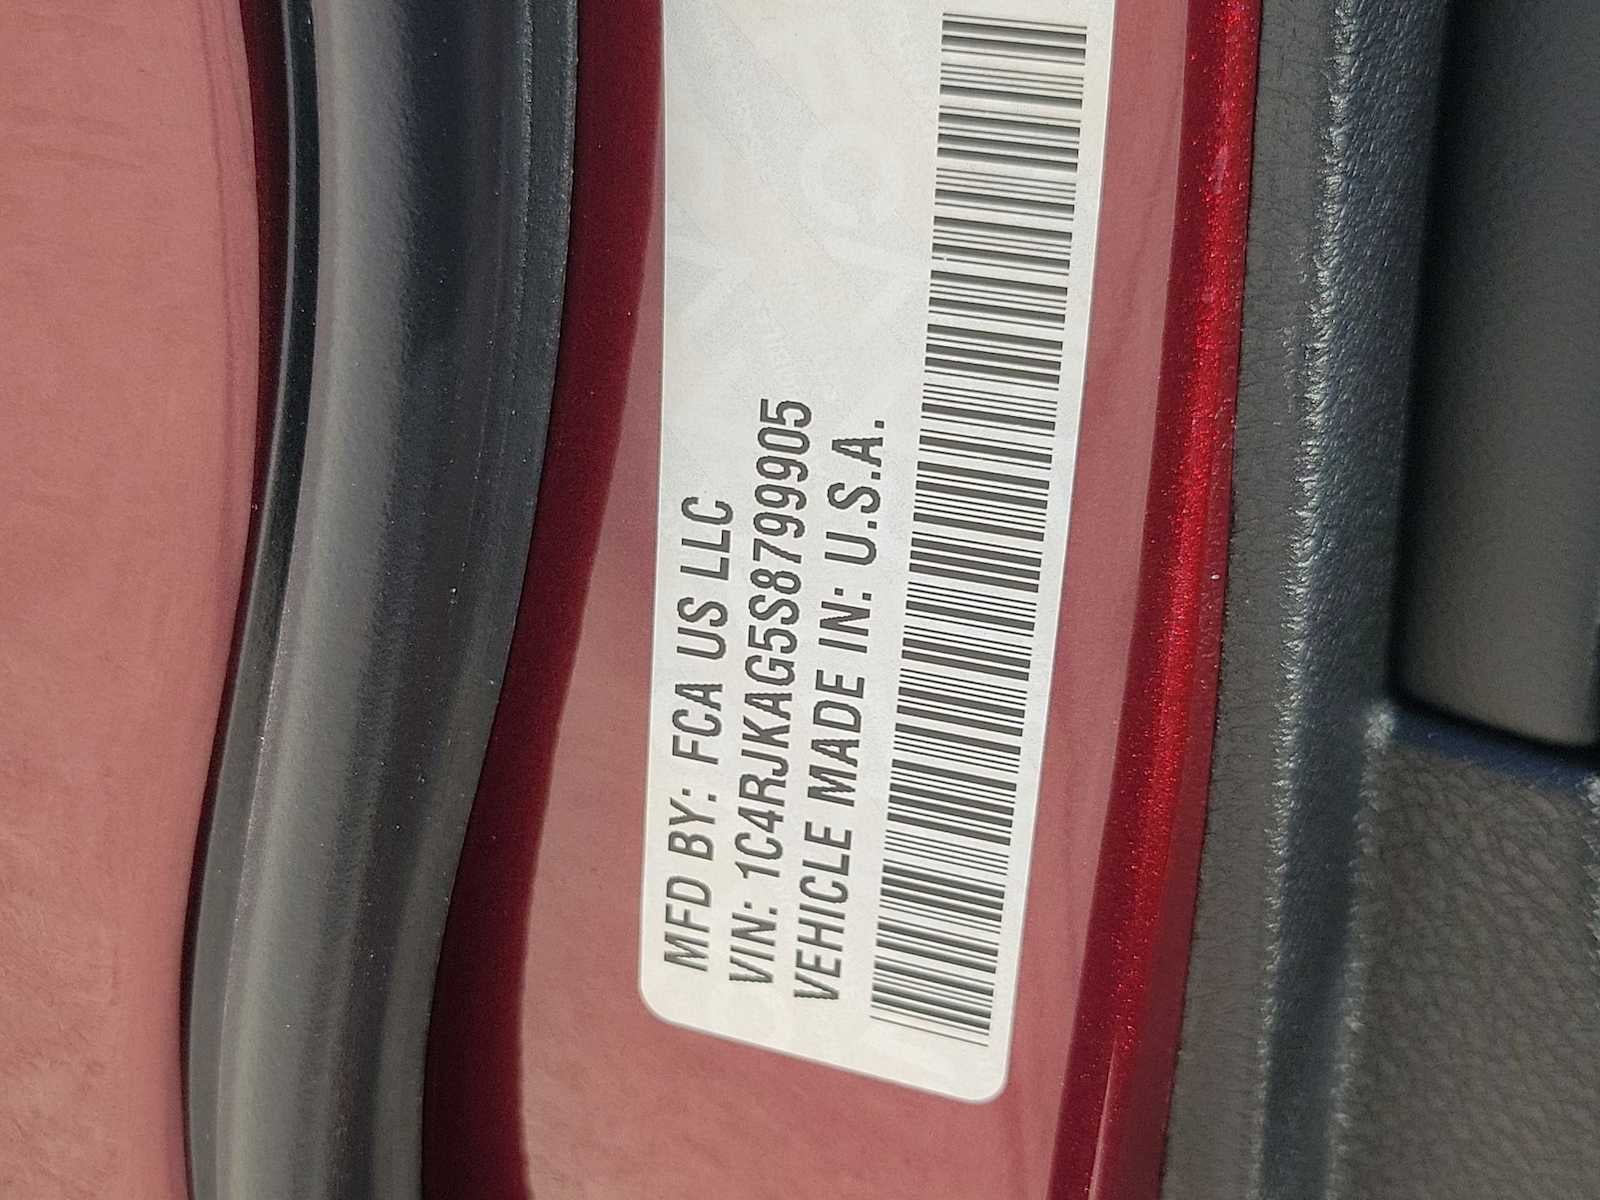 MFD BY: FCA US LLC
VIN: 1C4RJKAG5S8799905
VEHICLE MADE IN: U.S.A.